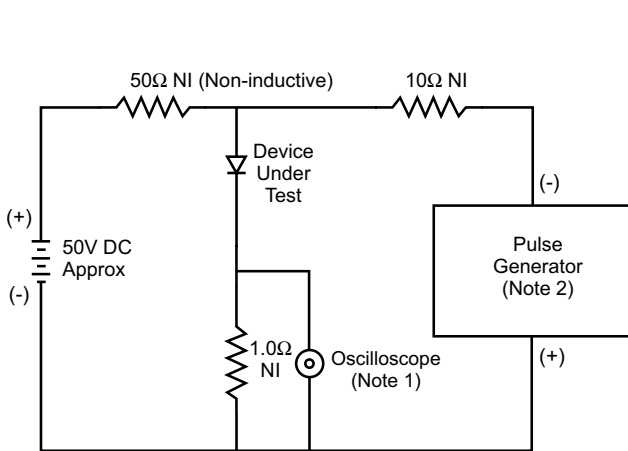 50Ω NI (Non-inductive)
10Ω NI
Device
Under
Test
(-)
(+)
50V DC
Approx
(-)
Pulse
Generator
(Note 2)
1.0Ω
NI
Oscilloscope
(Note 1)
(+)